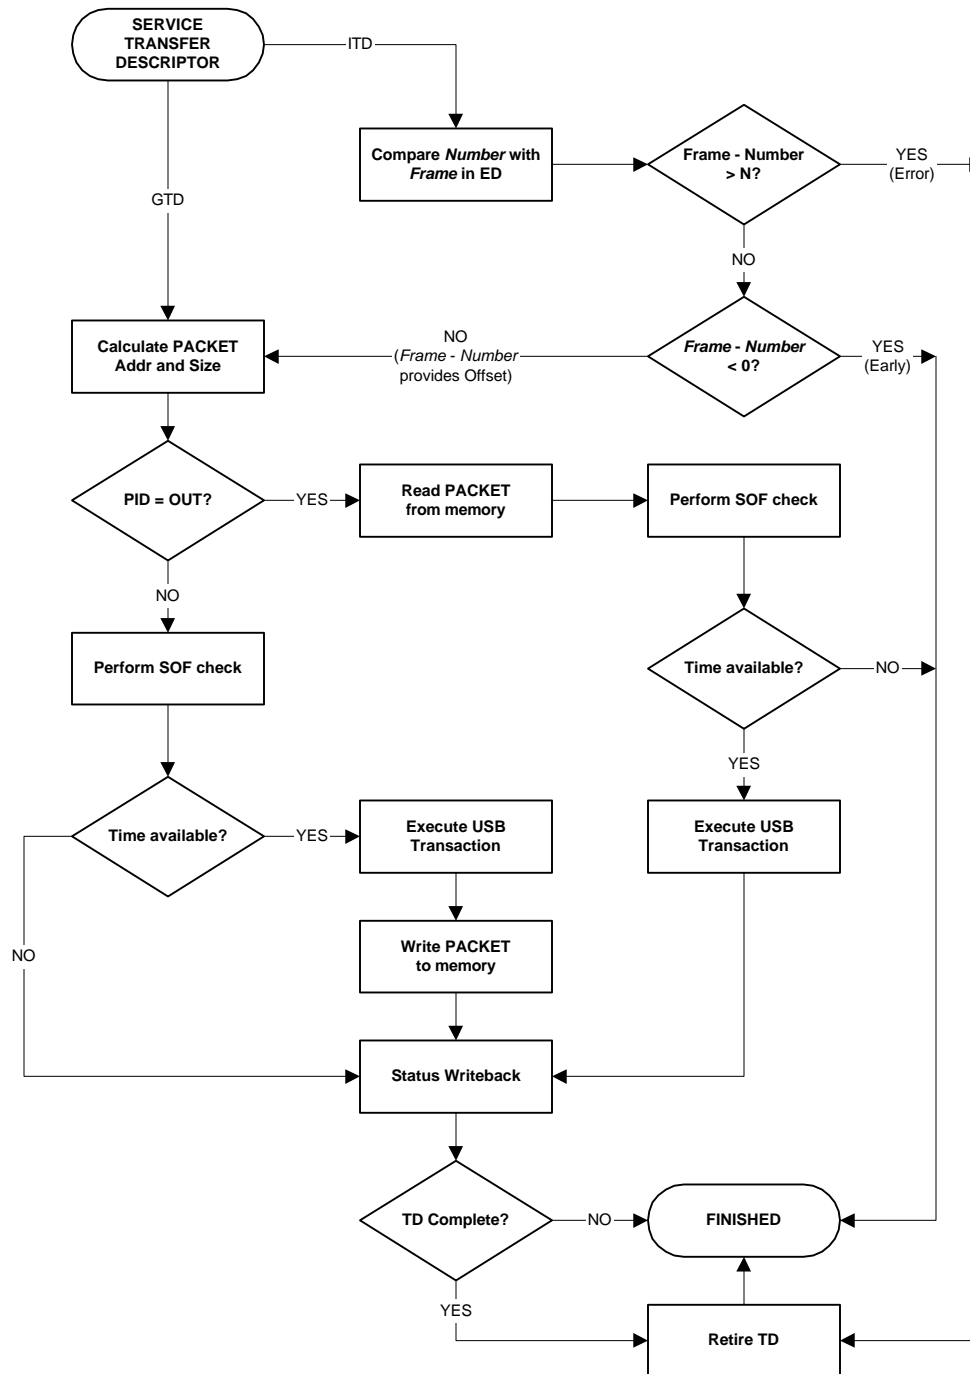 SERVICE
TRANSFER
DESCRIPTOR
ITD
Compare Number with
Frame in ED
Frame - Number
> N?
YES
(Error)
GTD
NO
Calculate PACKET
Addr and Size
NO
(Frame - Number
provides Offset)
Frame - Number
< 0?
YES
(Early)
PID = OUT?
YES
Read PACKET
from memory
Perform SOF check
NO
Perform SOF check
Time available?
NO
YES
Time available?
YES
Execute USB
Transaction
Execute USB
Transaction
NO
Write PACKET
to memory
Status Writeback
TD Complete?
NO
FINISHED
YES
Retire TD